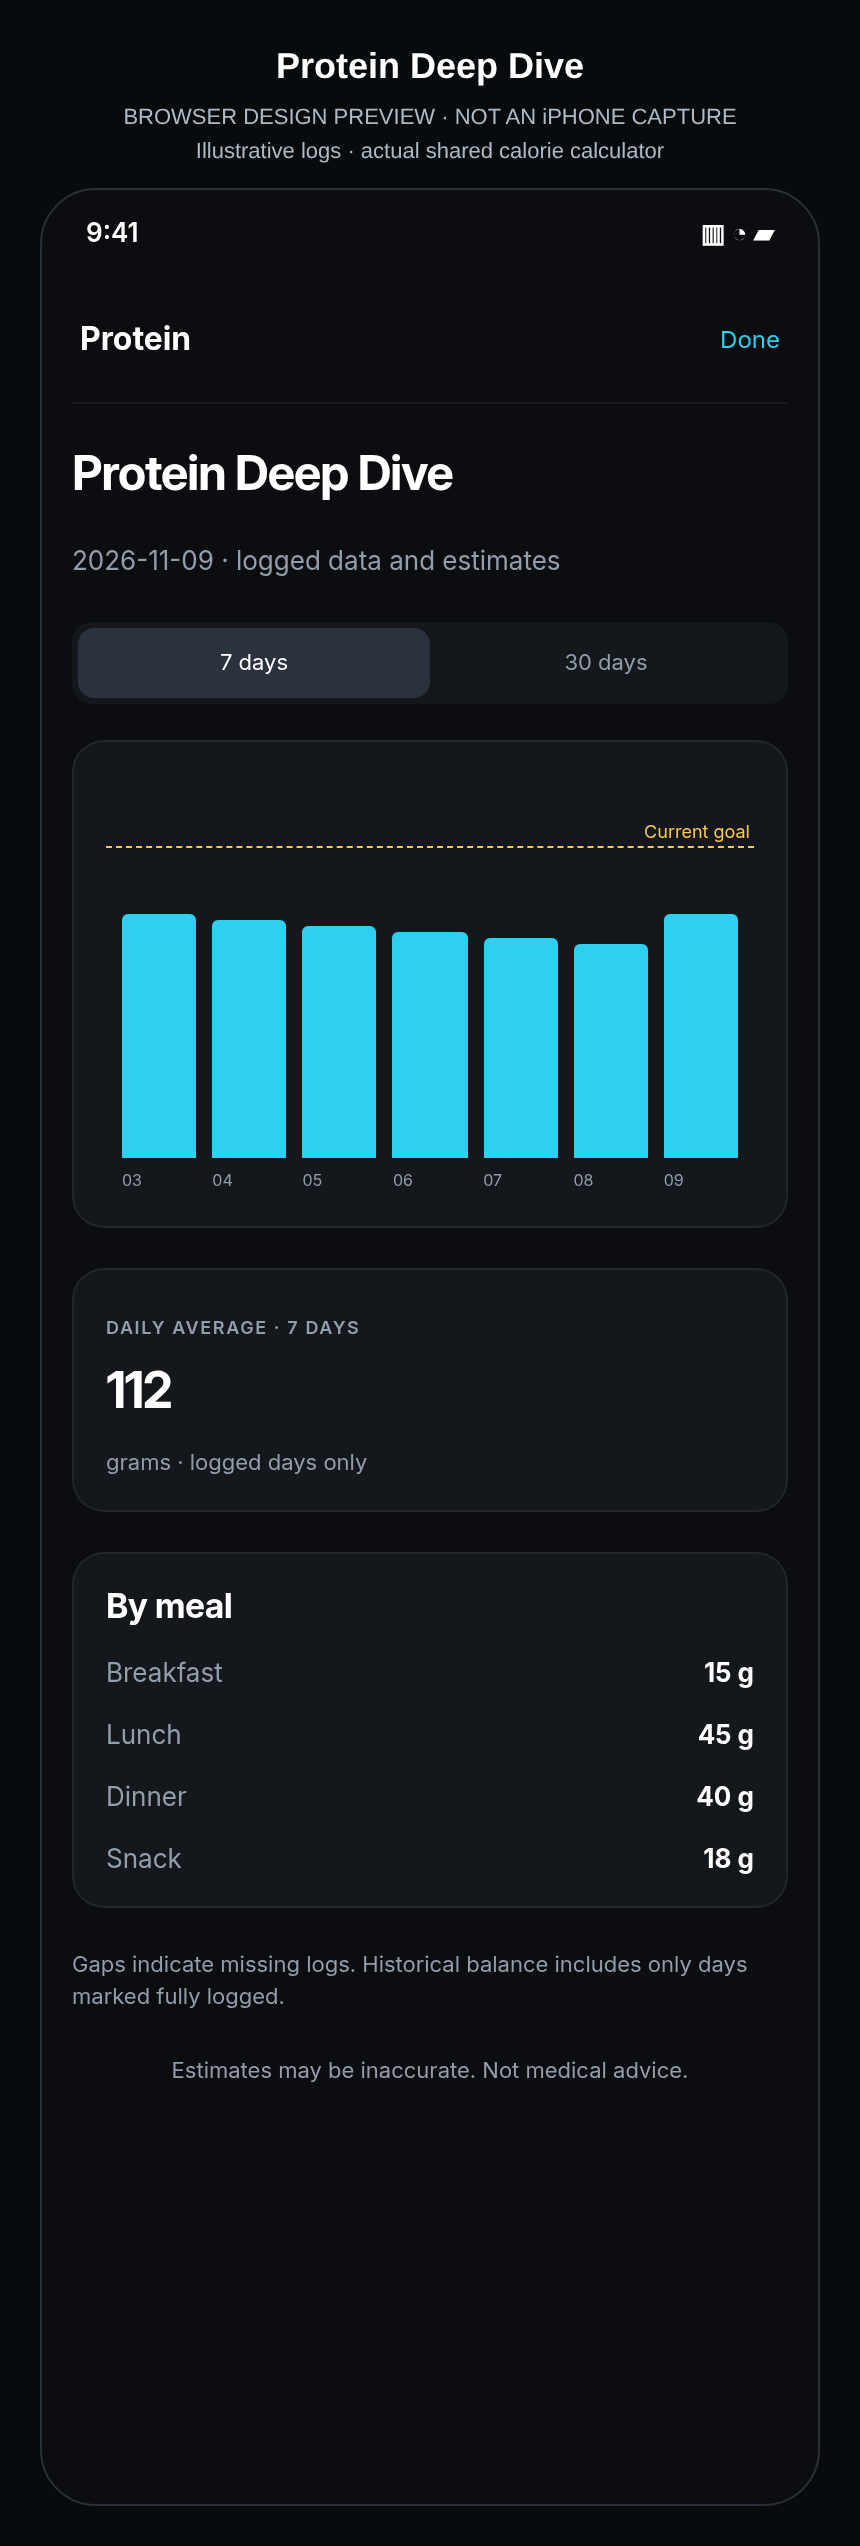 Protein Deep Dive
BROWSER DESIGN PREVIEW · NOT AN iPHONE CAPTURE
Illustrative logs · actual shared calorie calculator
9:41
Protein
Done
Protein Deep Dive
2026-11-09 · logged data and estimates
7 days
30 days
Current goal
03
04
05
06
07
08
09
DAILY AVERAGE · 7 DAYS
112
grams · logged days only
By meal
Breakfast
15 g
Lunch
45 g
Dinner
40 g
Snack
18 g
Gaps indicate missing logs. Historical balance includes only days
marked fully logged.
Estimates may be inaccurate. Not medical advice.